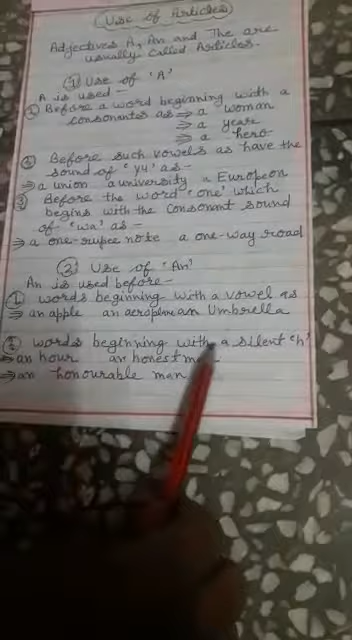 Use of Articles
Adjectives A, An and The are
usually called Articles.
① Use of 'A'
A is used -
① Before a word beginning with a
consonantes as ⇒ a woman
⇒ a year
⇒ a hero
② Before such vowels as have the
sound of 'yu' as -
⇒ a union a university a European
③ Before the word 'one' which
begins with the consonant sound
of 'wa' as -
⇒ a one-rupee note a one-way road
② Use of 'An'
An is used before -
① words beginning with a vowel as
⇒ an apple an aeroplane an Umbrella
② words beginning with a silent 'h'
⇒ an hour an honest
⇒ an honourable man